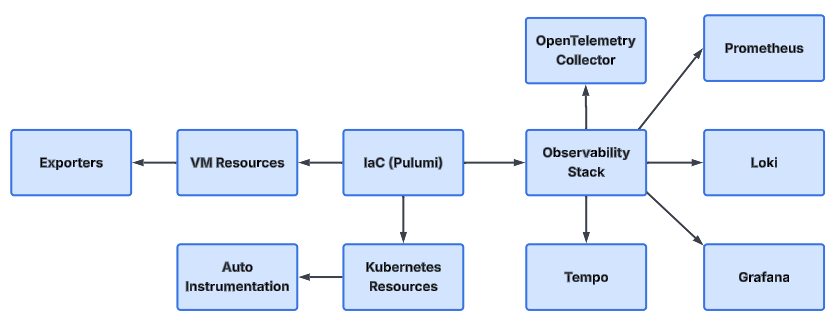 OpenTelemetry
Collector
Prometheus
Exporters
VM Resources
IaC (Pulumi)
Observability
Stack
Loki
Auto
Instrumentation
Kubernetes
Resources
Tempo
Grafana